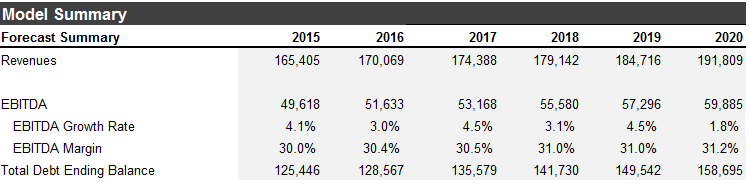 Model Summary
Forecast Summary 2015 2016 2017 2018 2019 2020
Revenues 165,405 170,069 174,388 179,142 184,716 191,809
EBITDA 49,618 51,633 53,168 55,580 57,296 59,885
EBITDA Growth Rate 4.1% 3.0% 4.5% 3.1% 4.5% 1.8%
EBITDA Margin 30.0% 30.4% 30.5% 31.0% 31.0% 31.2%
Total Debt Ending Balance 125,446 128,567 135,579 141,730 149,542 158,695